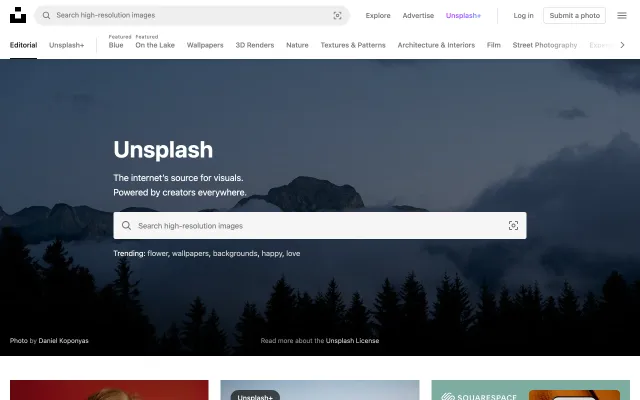 Search high-resolution images
Explore
Advertise
Unsplash+
Log in
Submit a photo
Editorial
Unsplash+
Featured
Blue
Featured
On the Lake
Wallpapers
3D Renders
Nature
Textures & Patterns
Architecture & Interiors
Film
Street Photography
Unsplash
The internet's source for visuals.
Powered by creators everywhere.
Search high-resolution images
Trending: flower, wallpapers, backgrounds, happy, love
Photo by Daniel Koponyas
Read more about the Unsplash License
Unsplash+
SQUARESPACE